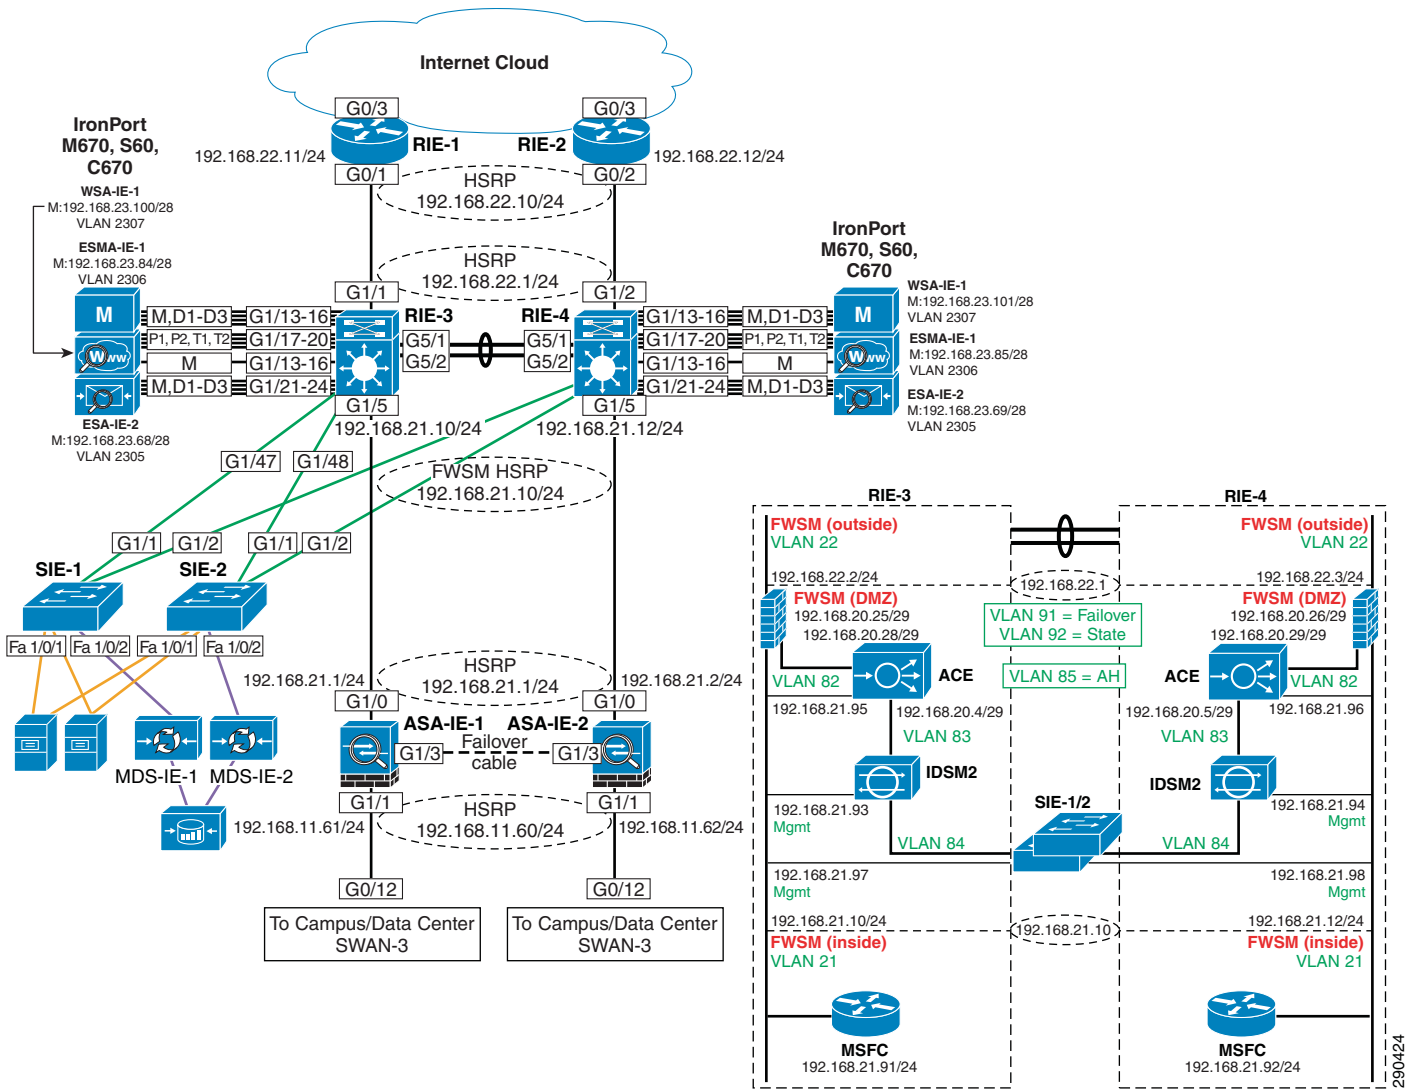 Internet Cloud
G0/3
G0/3
RIE-1
RIE-2
192.168.22.11/24
192.168.22.12/24
G0/1
G0/2
HSRP
192.168.22.10/24
HSRP
192.168.22.1/24
IronPort
M670, S60,
C670
WSA-IE-1
M:192.168.23.100/28
VLAN 2307
ESMA-IE-1
M:192.168.23.84/28
VLAN 2306
M
Www
M,D1-D3
P1, P2, T1, T2
M
M,D1-D3
G1/13-16
G1/17-20
G1/13-16
G1/21-24
ESA-IE-2
M:192.168.23.68/28
VLAN 2305
G1/1
G1/2
RIE-3
RIE-4
G5/1
G5/2
G5/1
G5/2
G1/5
G1/5
192.168.21.10/24
192.168.21.12/24
G1/13-16
G1/17-20
G1/13-16
G1/21-24
M,D1-D3
P1, P2, T1, T2
M
M,D1-D3
M
Www
IronPort
M670, S60,
C670
WSA-IE-1
M:192.168.23.101/28
VLAN 2307
ESMA-IE-1
M:192.168.23.85/28
VLAN 2306
ESA-IE-2
M:192.168.23.69/28
VLAN 2305
G1/47
G1/48
FWSM HSRP
192.168.21.10/24
G1/1
G1/2
G1/1
G1/2
SIE-1
SIE-2
Fa 1/0/1
Fa 1/0/2
Fa 1/0/1
Fa 1/0/2
MDS-IE-1
MDS-IE-2
192.168.21.1/24
HSRP
192.168.21.1/24
192.168.21.2/24
G1/0
G1/0
ASA-IE-1
ASA-IE-2
G1/3
Failover
cable
G1/3
G1/1
G1/1
192.168.11.61/24
HSRP
192.168.11.60/24
192.168.11.62/24
G0/12
G0/12
To Campus/Data Center
SWAN-3
To Campus/Data Center
SWAN-3
RIE-3
RIE-4
FWSM (outside)
VLAN 22
FWSM (outside)
VLAN 22
192.168.22.2/24
192.168.22.1
192.168.22.3/24
FWSM (DMZ)
192.168.20.25/29
192.168.20.28/29
VLAN 91 = Failover
VLAN 92 = State
VLAN 85 = AH
FWSM (DMZ)
192.168.20.26/29
192.168.20.29/29
ACE
ACE
VLAN 82
VLAN 82
192.168.21.95
192.168.20.4/29
192.168.20.5/29
192.168.21.96
VLAN 83
VLAN 83
IDSM2
IDSM2
SIE-1/2
192.168.21.93
Mgmt
192.168.21.94
Mgmt
VLAN 84
VLAN 84
192.168.21.97
Mgmt
192.168.21.98
Mgmt
192.168.21.10/24
192.168.21.10
192.168.21.12/24
FWSM (inside)
VLAN 21
FWSM (inside)
VLAN 21
MSFC
192.168.21.91/24
MSFC
192.168.21.92/24
290424